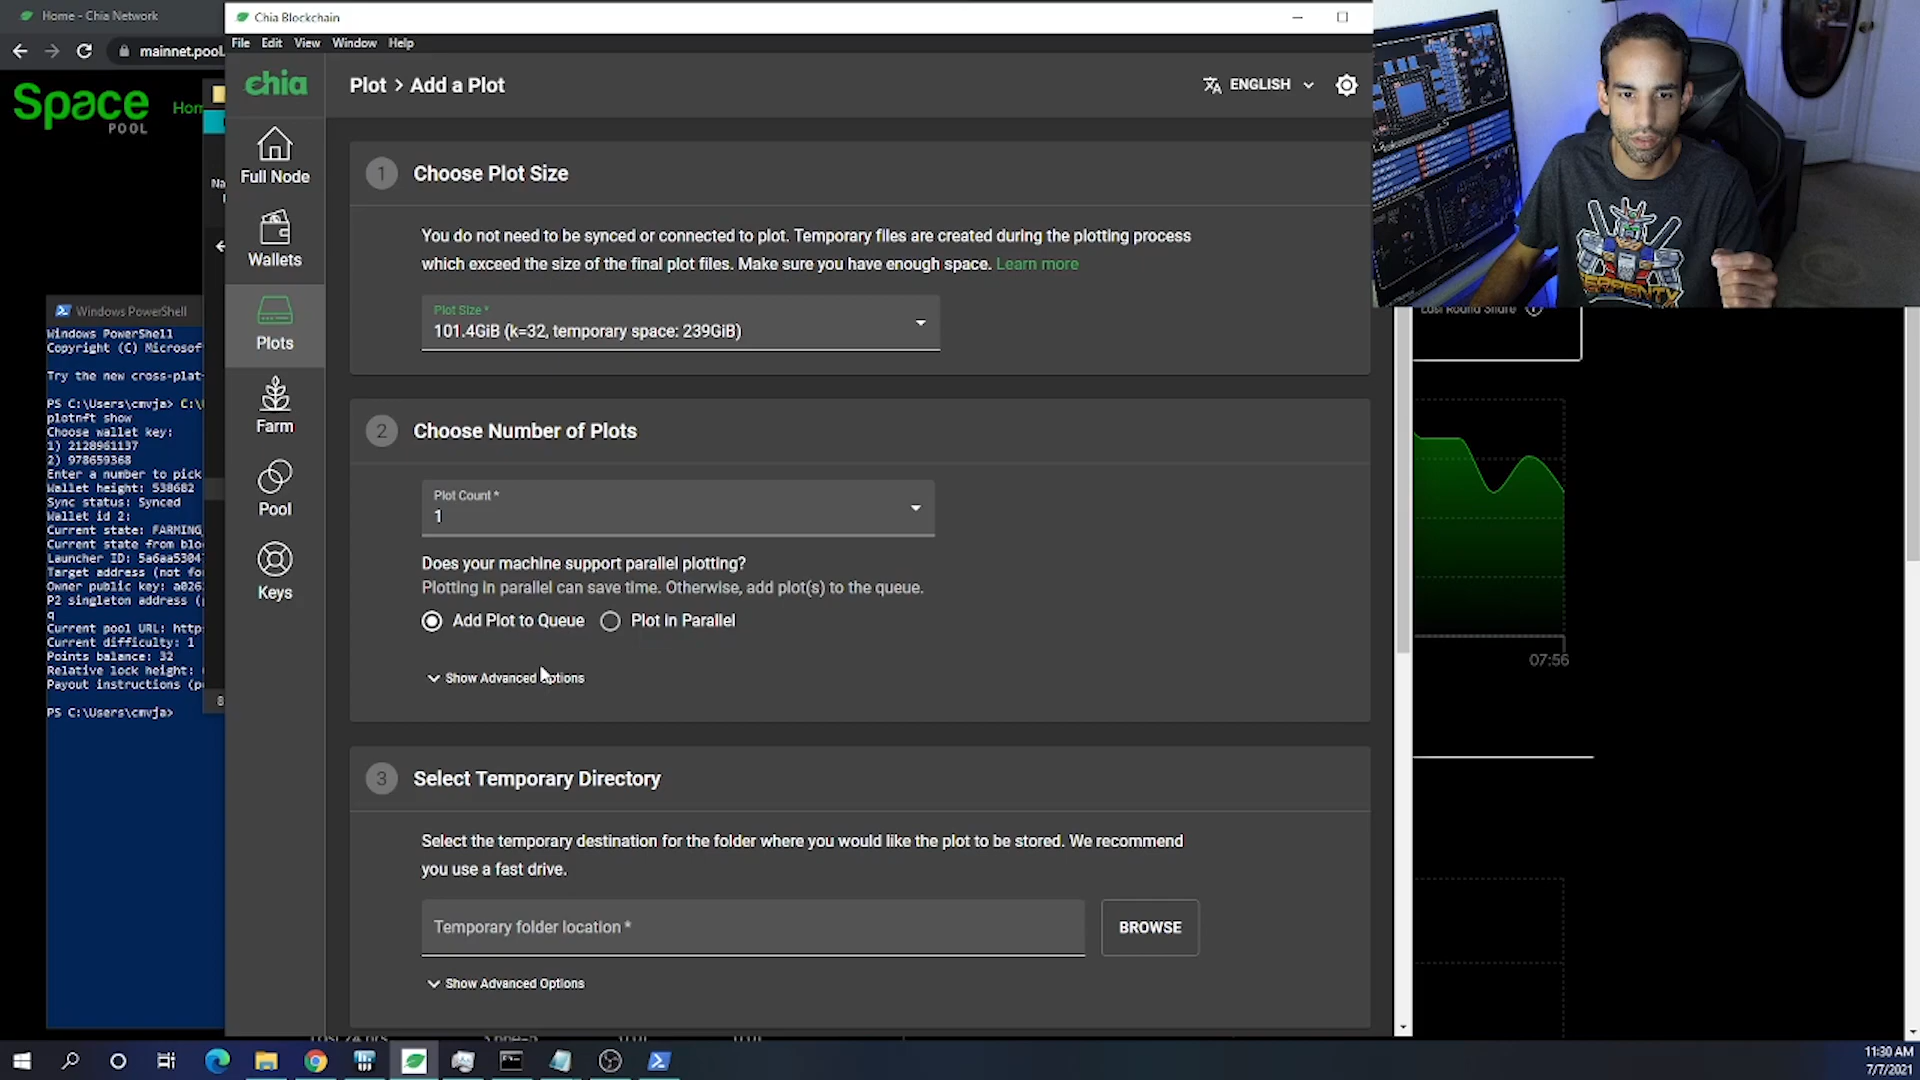 Home - Chia Network
mainnet.pool.
Space
POOL
Hom
Na
Windows PowerShell
Windows PowerShell
Copyright (C) Microsof
Try the new cross-plat
PS C:\Users\cmvja> C:\U
plotnft show
Choose wallet key:
1) 2128961137
2) 978659368
Enter a number to pick
Wallet height: 538682
Sync status: Synced
Wallet id 2:
Current state: FARMING_
Current state from blo
Launcher ID: 5a6aa5304
Target address (not fo
Owner public key: a026
P2 singleton address (
q
Current pool URL: http
Current difficulty: 1
Points balance: 32
Relative lock height:
Payout instructions (p
PS C:\Users\cmvja>
8
Chia Blockchain
File Edit View Window Help
chia
Full Node
Wallets
Plots
Farm
Pool
Keys
Plot > Add a Plot
ENGLISH
1 Choose Plot Size
You do not need to be synced or connected to plot. Temporary files are created during the plotting process
which exceed the size of the final plot files. Make sure you have enough space. Learn more
Plot Size *
101.4GiB (k=32, temporary space: 239GiB)
2 Choose Number of Plots
Plot Count *
1
Does your machine support parallel plotting?
Plotting in parallel can save time. Otherwise, add plot(s) to the queue.
Add Plot to Queue Plot in Parallel
Show Advanced Options
3 Select Temporary Directory
Select the temporary destination for the folder where you would like the plot to be stored. We recommend
you use a fast drive.
Temporary folder location *
BROWSE
Show Advanced Options
Last Round Share
07:56
11:30 AM
7/7/2021